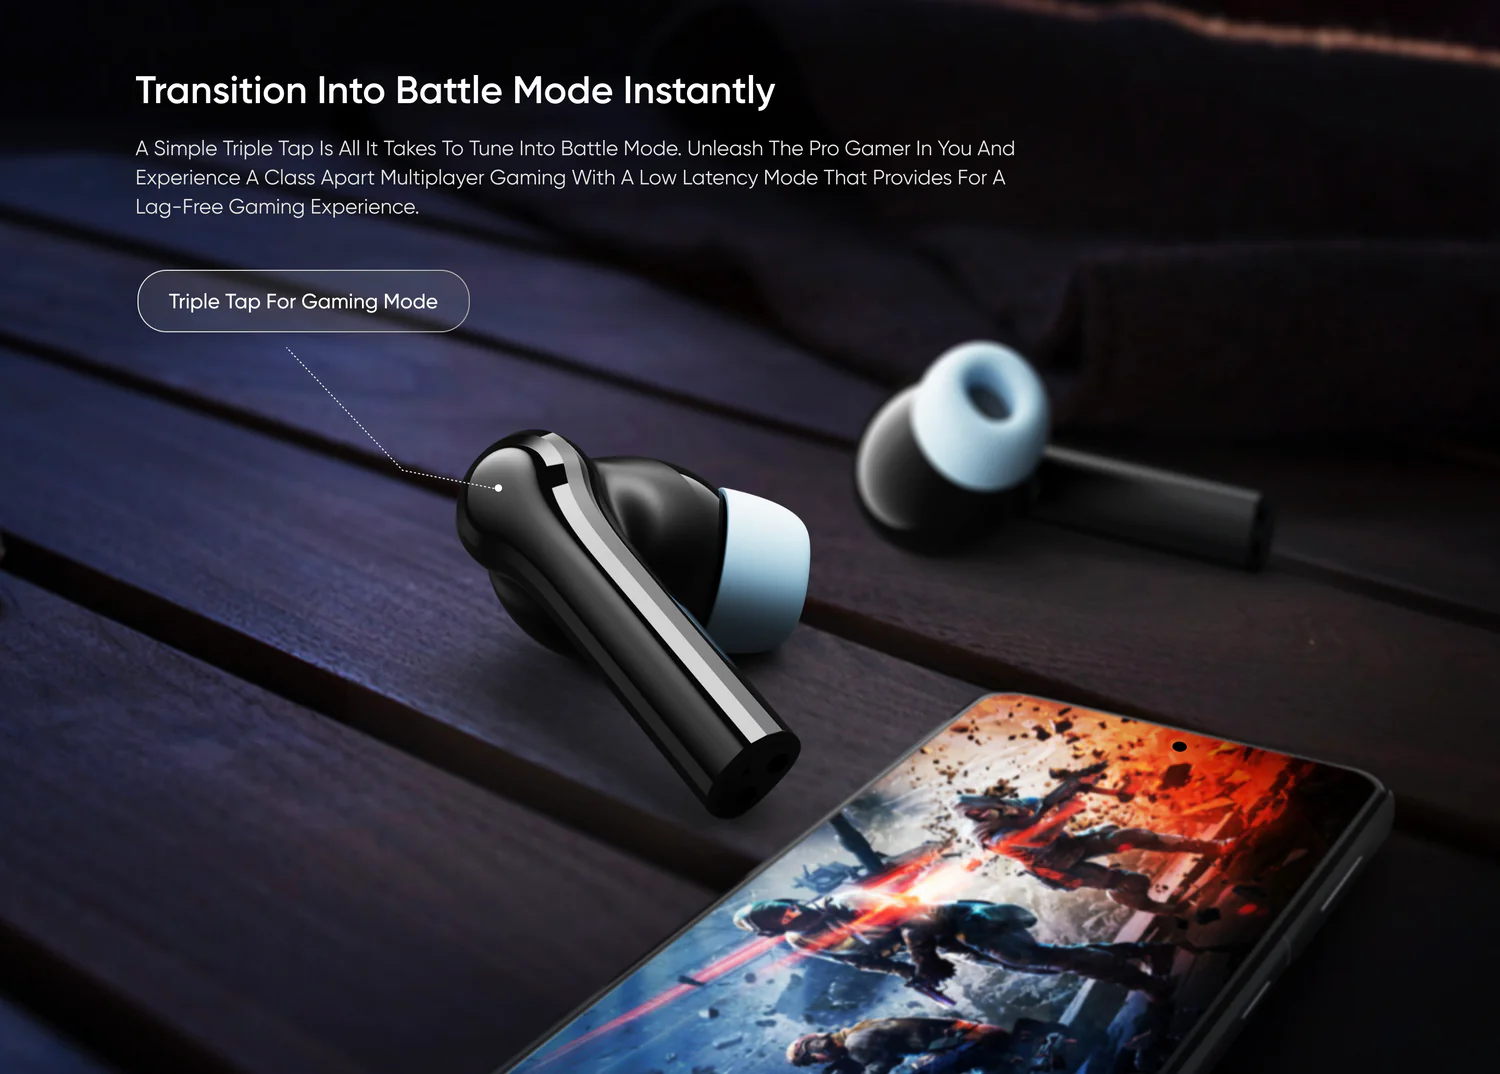 Transition Into Battle Mode Instantly
A Simple Triple Tap Is All It Takes To Tune Into Battle Mode. Unleash The Pro Gamer In You And
Experience A Class Apart Multiplayer Gaming With A Low Latency Mode That Provides For A
Lag-Free Gaming Experience.
Triple Tap For Gaming Mode